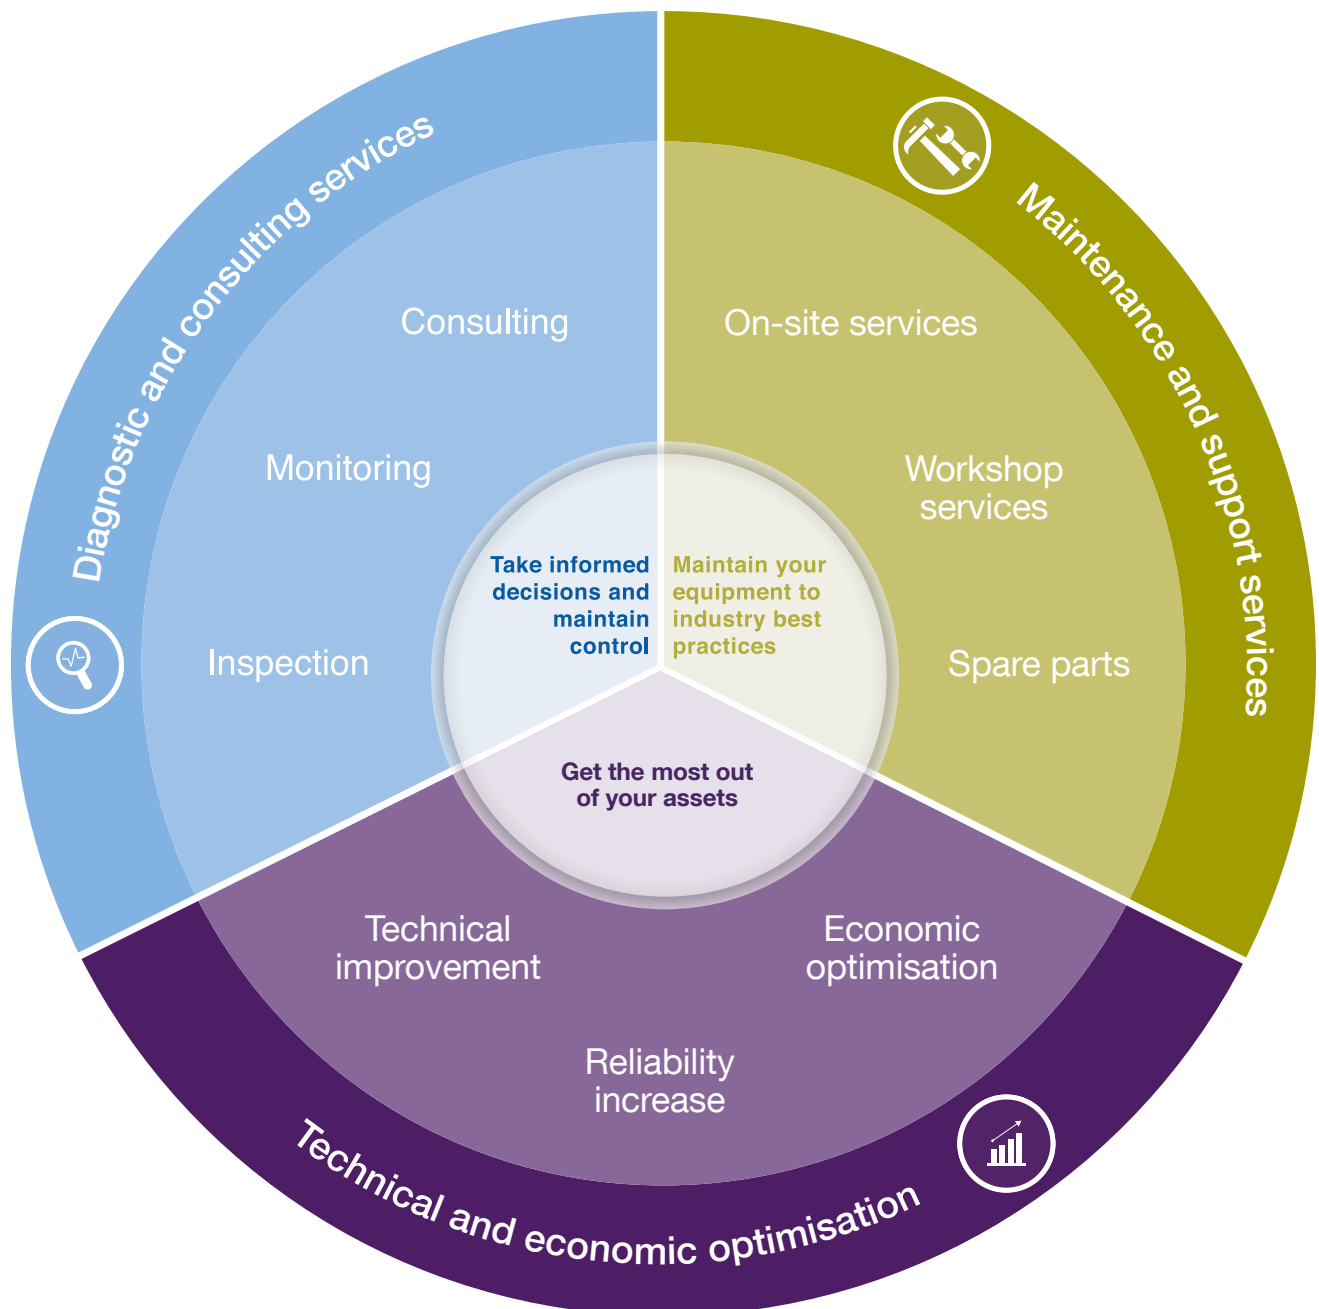 Diagnostic and consulting services
Consulting
Monitoring
Inspection
Take informed
decisions and
maintain
control
Maintenance and support services
On-site services
Workshop
services
Spare parts
Maintain your
equipment to
industry best
practices
Get the most out
of your assets
Technical
improvement
Reliability
increase
Economic
optimisation
Technical and economic optimisation